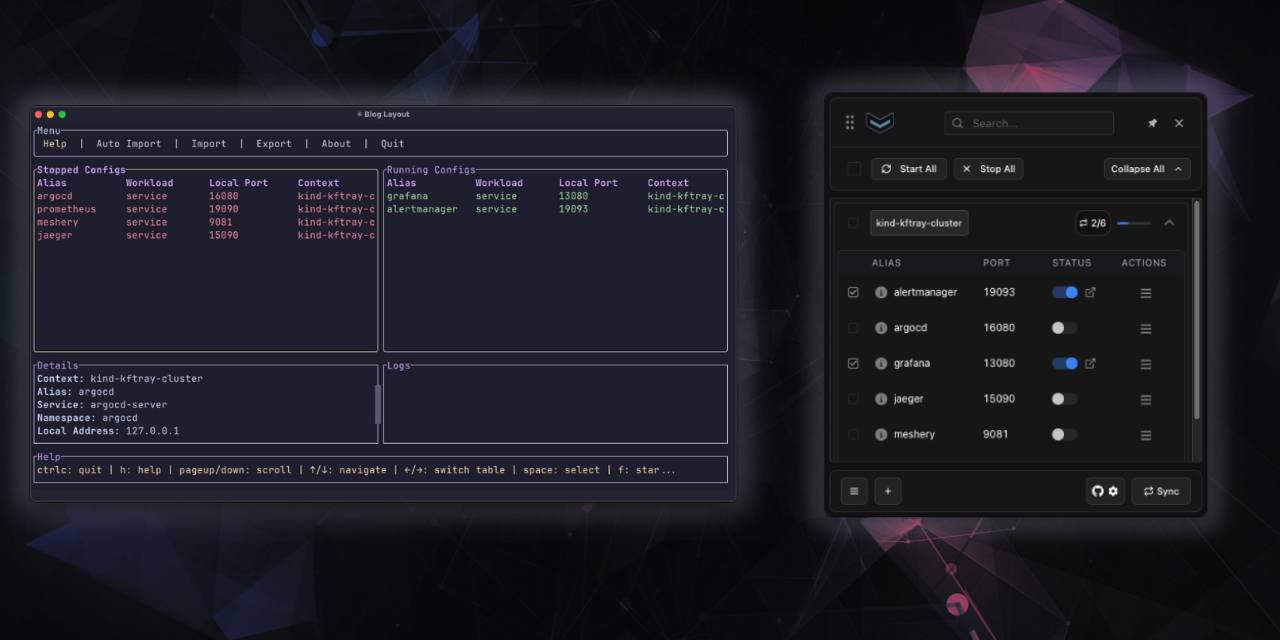 Blog Layout
Menu
Help | Auto Import | Import | Export | About | Quit
Stopped Configs
Alias Workload Local Port Context
argocd service 16080 kind-kftray-c
prometheus service 19090 kind-kftray-c
meshery service 9081 kind-kftray-c
jaeger service 15090 kind-kftray-c
Running Configs
Alias Workload Local Port Context
grafana service 13080 kind-kftray-c
alertmanager service 19093 kind-kftray-c
Details
Context: kind-kftray-cluster
Alias: argocd
Service: argocd-server
Namespace: argocd
Local Address: 127.0.0.1
Logs
Help
ctrlc: quit | h: help | pageup/down: scroll | ↑/↓: navigate | ←/→: switch table | space: select | f: star...
Search...
Start All Stop All Collapse All
kind-kftray-cluster 2/6
ALIAS PORT STATUS ACTIONS
alertmanager 19093
argocd 16080
grafana 13080
jaeger 15090
meshery 9081
Sync